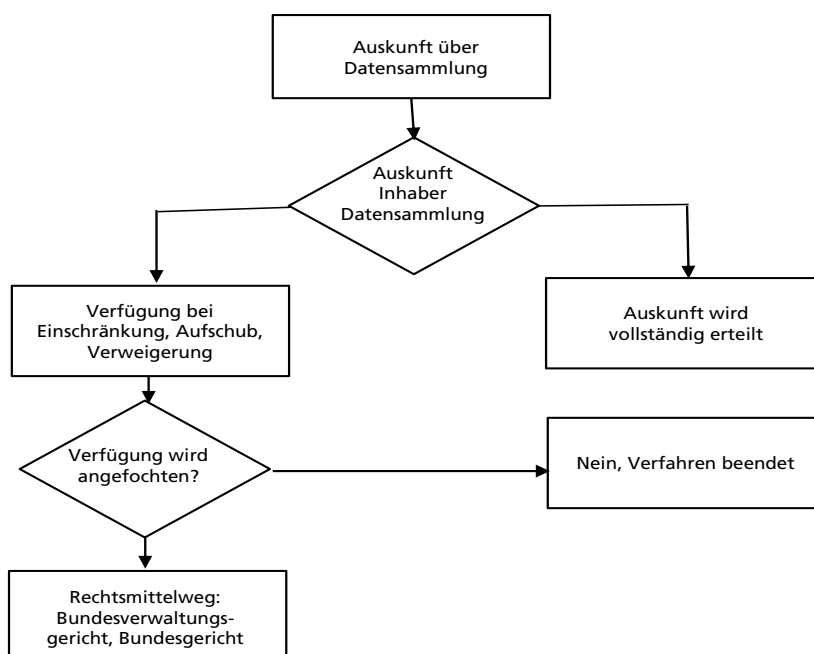 Auskunft über
Datensammlung
Auskunft
Inhaber
Datensammlung
Verfügung bei
Einschränkung, Aufschub,
Verweigerung
Auskunft wird
vollständig erteilt
Verfügung wird
angefochten?
Nein, Verfahren beendet
Rechtsmittelweg:
Bundesverwaltungs-
gericht, Bundesgericht